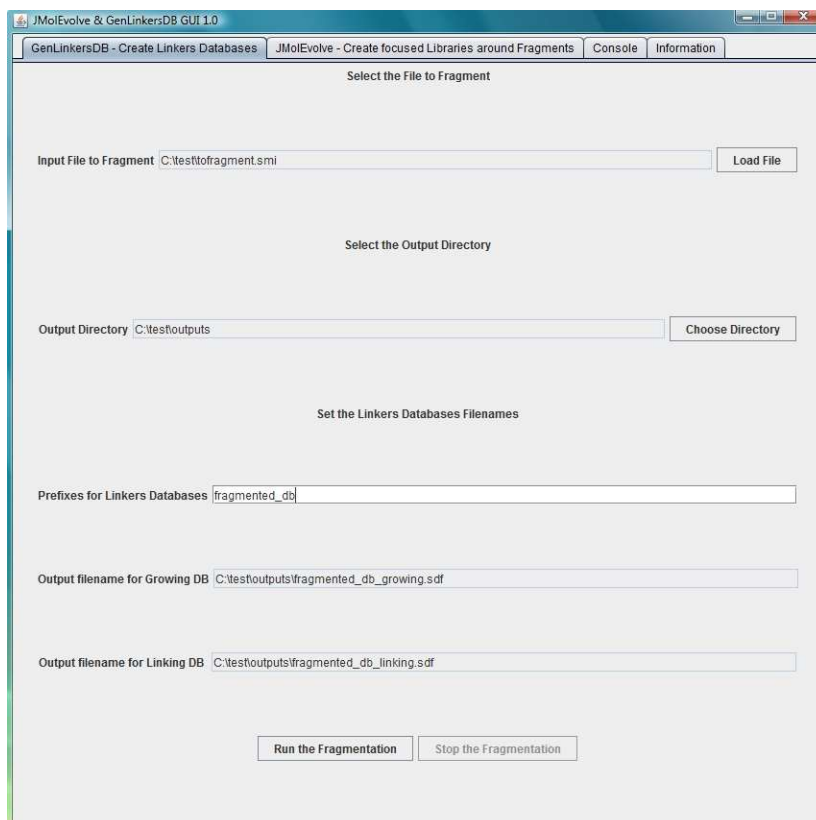 JMolEvolve & GenLinkersDB GUI 1.0
GenLinkersDB - Create Linkers Databases JMolEvolve - Create focused Libraries around Fragments Console Information
Select the File to Fragment
Input File to Fragment C:\test\tofragment.smi Load File
Select the Output Directory
Output Directory C:\test\outputs Choose Directory
Set the Linkers Databases Filenames
Prefixes for Linkers Databases fragmented_db
Output filename for Growing DB C:\test\outputs\fragmented_db_growing.sdf
Output filename for Linking DB C:\test\outputs\fragmented_db_linking.sdf
Run the Fragmentation Stop the Fragmentation